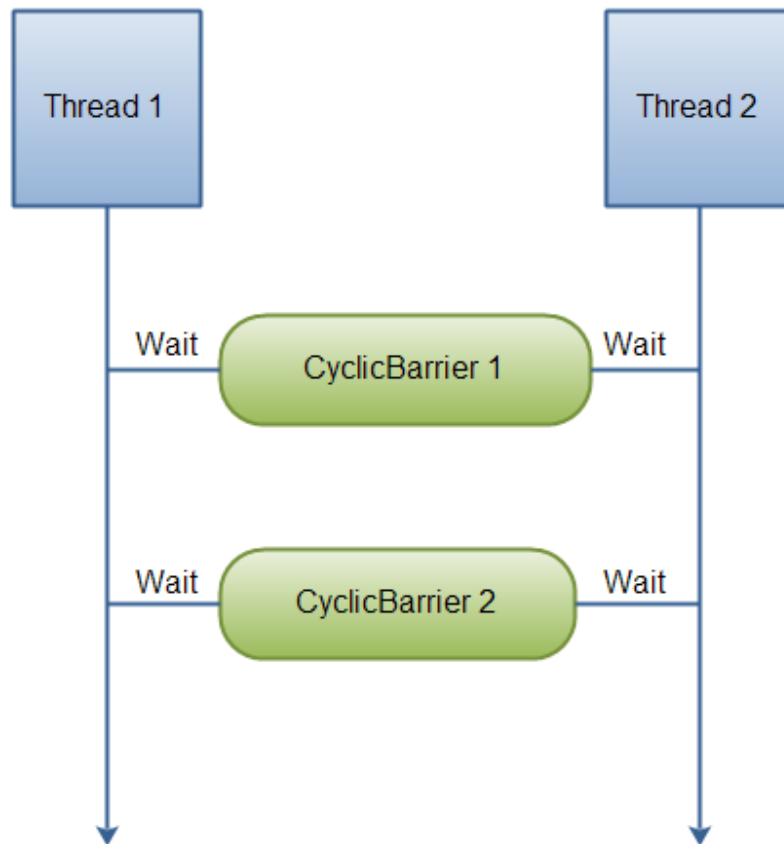 Thread 1
Thread 2
Wait
CyclicBarrier 1
Wait
Wait
CyclicBarrier 2
Wait